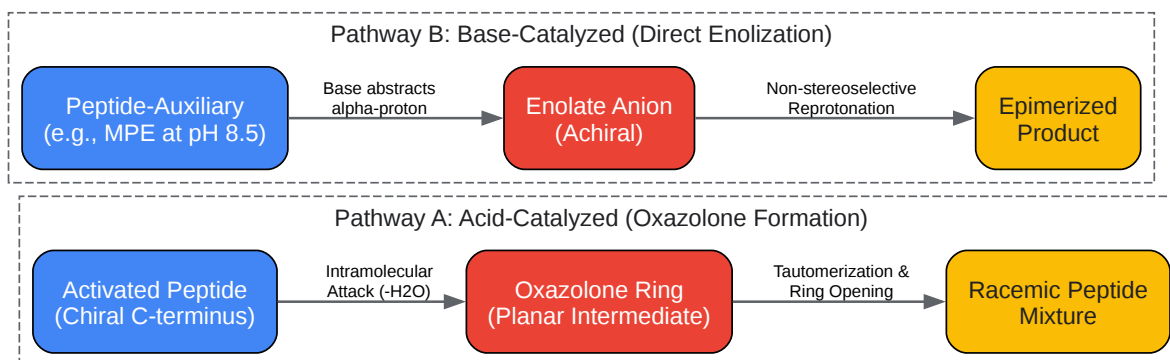 Pathway B: Base-Catalyzed (Direct Enolization)
Peptide-Auxiliary
(e.g., MPE at pH 8.5)
Base abstracts
alpha-proton
Enolate Anion
(Achiral)
Non-stereoselective
Reprotonation
Epimerized
Product
Pathway A: Acid-Catalyzed (Oxazolone Formation)
Activated Peptide
(Chiral C-terminus)
Intramolecular
Attack (-H2O)
Oxazolone Ring
(Planar Intermediate)
Tautomerization &
Ring Opening
Racemic Peptide
Mixture